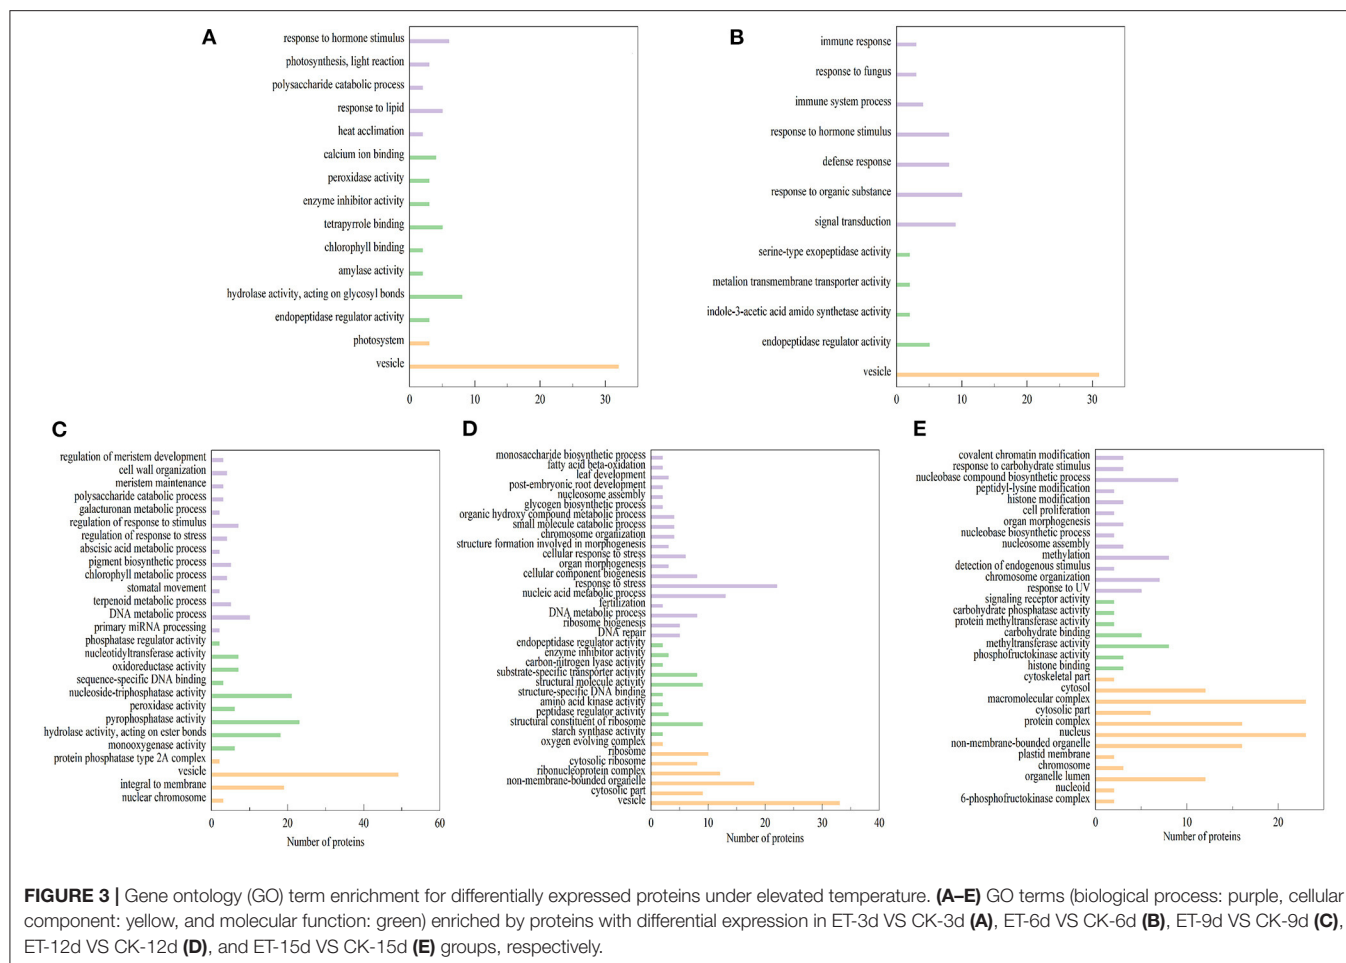 A
response to hormone stimulus
photosynthesis, light reaction
polysaccharide catabolic process
response to lipid
heat acclimation
calcium ion binding
peroxidase activity
enzyme inhibitor activity
tetrapyrrole binding
chlorophyll binding
amylase activity
hydrolase activity, acting on glycosyl bonds
endopeptidase regulator activity
photosystem
vesicle
0 10 20 30
B
immune response
response to fungus
immune system process
response to hormone stimulus
defense response
response to organic substance
signal transduction
serine-type exopeptidase activity
metalion transmembrane transporter activity
indole-3-acetic acid amido synthetase activity
endopeptidase regulator activity
vesicle
0 10 20 30
C
regulation of meristem development
cell wall organization
meristem maintenance
polysaccharide catabolic process
galacturonan metabolic process
regulation of response to stimulus
regulation of response to stress
abscisic acid metabolic process
pigment biosynthetic process
chlorophyll metabolic process
stomatal movement
terpenoid metabolic process
DNA metabolic process
primary miRNA processing
phosphatase regulator activity
nucleotidyltransferase activity
oxidoreductase activity
sequence-specific DNA binding
nucleoside-triphosphatase activity
peroxidase activity
pyrophosphatase activity
hydrolase activity, acting on ester bonds
monooxygenase activity
protein phosphatase type 2A complex
vesicle
integral to membrane
nuclear chromosome
0 20 40 60
Number of proteins
D
monosaccharide biosynthetic process
fatty acid beta-oxidation
leaf development
post-embryonic root development
nucleosome assembly
glycogen biosynthetic process
organic hydroxy compound metabolic process
small molecule catabolic process
chromosome organization
structure formation involved in morphogenesis
cellular response to stress
organ morphogenesis
cellular component biogenesis
response to stress
nucleic acid metabolic process
fertilization
DNA metabolic process
ribosome biogenesis
DNA repair
endopeptidase regulator activity
enzyme inhibitor activity
carbon-nitrogen lyase activity
substrate-specific transporter activity
structural molecule activity
structure-specific DNA binding
amino acid kinase activity
peptidase regulator activity
structural constituent of ribosome
starch synthase activity
oxygen evolving complex
ribosome
cytosolic ribosome
ribonucleoprotein complex
non-membrane-bounded organelle
cytosolic part
vesicle
0 10 20 30 40
Number of proteins
E
covalent chromatin modification
response to carbohydrate stimulus
nucleobase compound biosynthetic process
peptidyl-lysine modification
histone modification
cell proliferation
organ morphogenesis
nucleobase biosynthetic process
nucleosome assembly
methylation
detection of endogenous stimulus
chromosome organization
response to UV
signaling receptor activity
carbohydrate phosphatase activity
protein methyltransferase activity
carbohydrate binding
methyltransferase activity
phosphofructokinase activity
histone binding
cytoskeletal part
cytosol
macromolecular complex
cytosolic part
protein complex
nucleus
non-membrane-bounded organelle
plastid membrane
chromosome
organelle lumen
nucleoid
6-phosphofructokinase complex
0 10 20
Number of proteins
FIGURE 3 | Gene ontology (GO) term enrichment for differentially expressed proteins under elevated temperature. (A–E) GO terms (biological process: purple, cellular
component: yellow, and molecular function: green) enriched by proteins with differential expression in ET-3d VS CK-3d (A), ET-6d VS CK-6d (B), ET-9d VS CK-9d (C),
ET-12d VS CK-12d (D), and ET-15d VS CK-15d (E) groups, respectively.